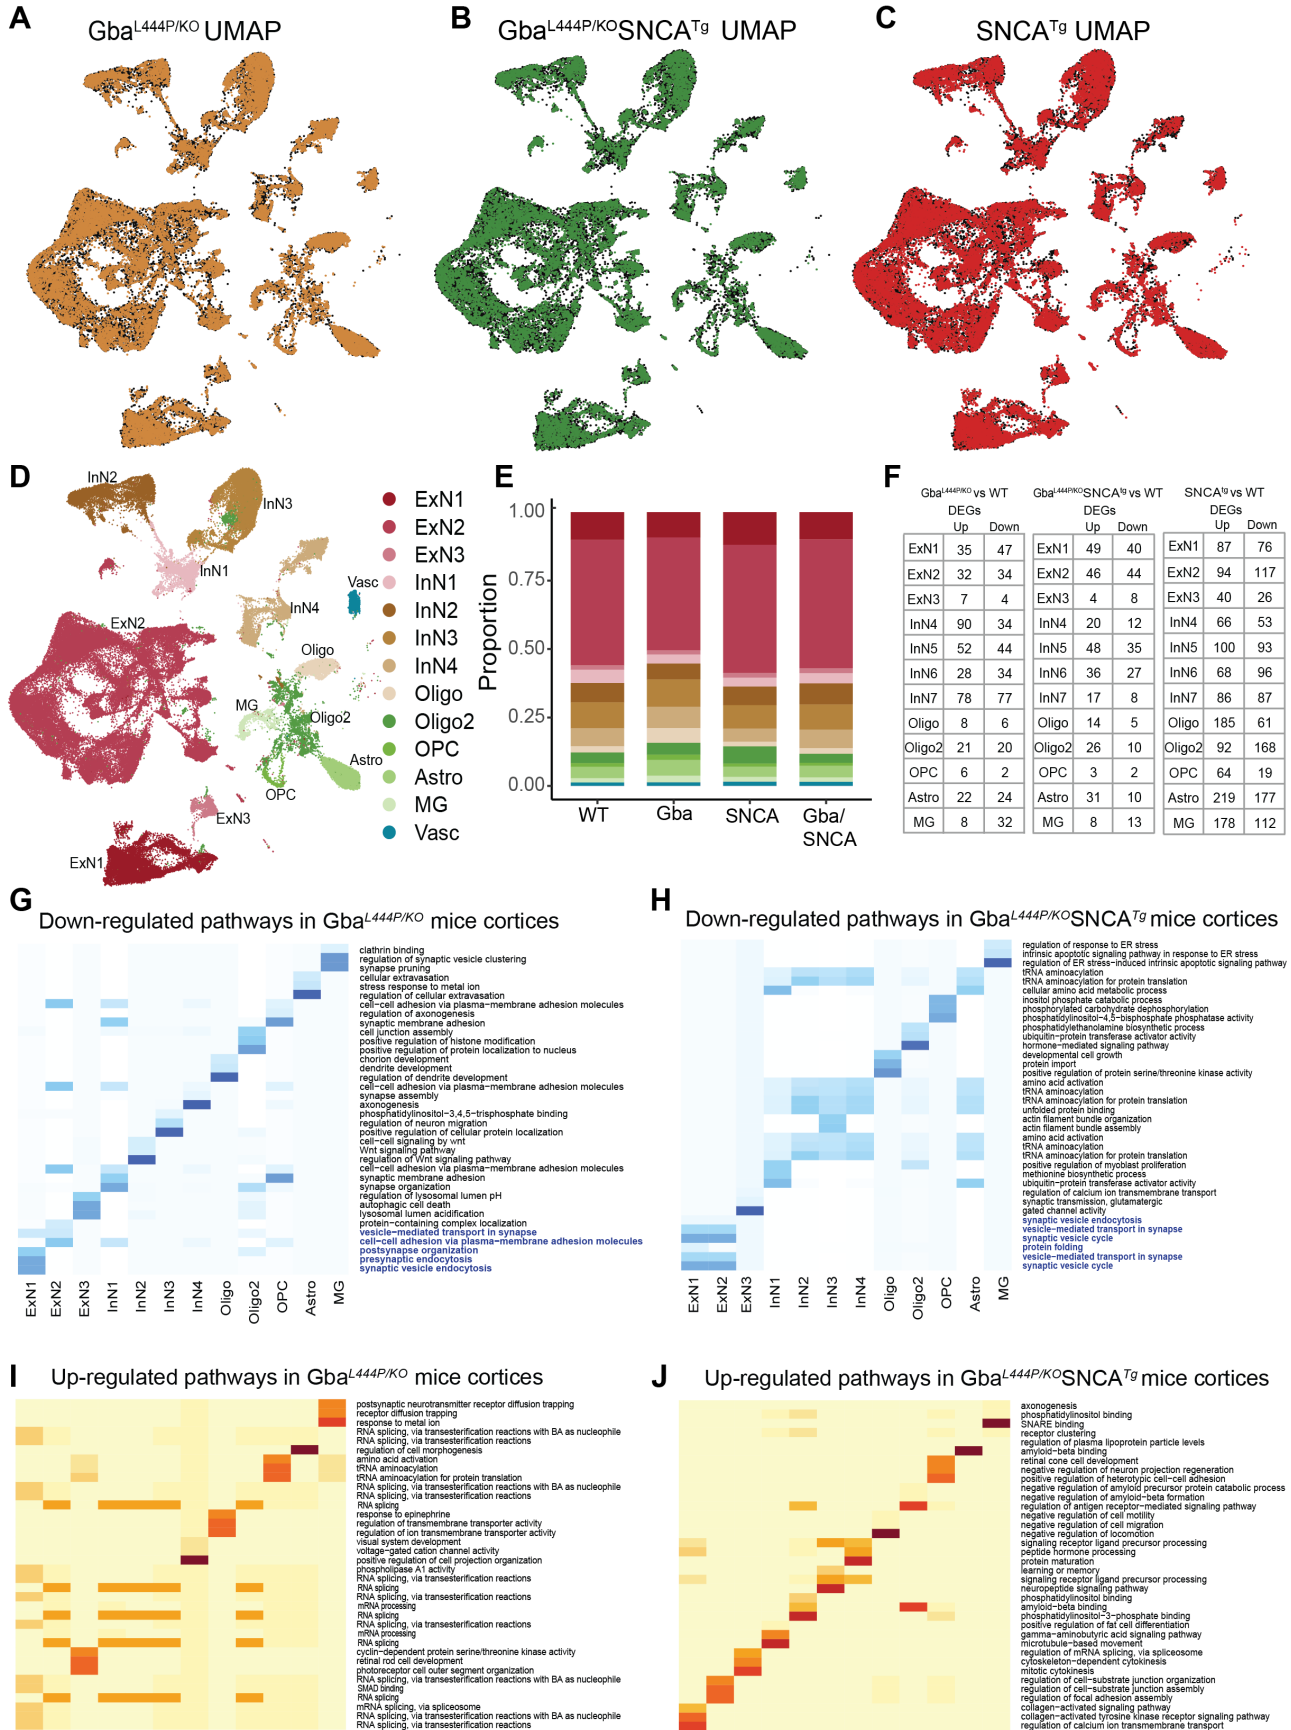 A
Gba^L444P/KO UMAP
B
Gba^L444P/KO SNCA^Tg UMAP
C
SNCA^Tg UMAP
D
InN2
InN3
InN1
InN4
Vasc
ExN2
Oligo
MG
Oligo2
Astro
OPC
ExN3
ExN1
ExN1
ExN2
ExN3
InN1
InN2
InN3
InN4
Oligo
Oligo2
OPC
Astro
MG
Vasc
E
Proportion
1.00
0.75
0.50
0.25
0.00
WT
Gba
SNCA
Gba/
SNCA
F
Gba^L444P/KO vs WT
DEGs
Up Down
ExN1 35 47
ExN2 32 34
ExN3 7 4
InN4 90 34
InN5 52 44
InN6 28 34
InN7 78 77
Oligo 8 6
Oligo2 21 20
OPC 6 2
Astro 22 24
MG 8 32
Gba^L444P/KO SNCA^tg vs WT
DEGs
Up Down
ExN1 49 40
ExN2 46 44
ExN3 4 8
InN4 20 12
InN5 48 35
InN6 36 27
InN7 17 8
Oligo 14 5
Oligo2 26 10
OPC 3 2
Astro 31 10
MG 8 13
SNCA^tg vs WT
DEGs
Up Down
ExN1 87 76
ExN2 94 117
ExN3 40 26
InN4 66 53
InN5 100 93
InN6 68 96
InN7 86 87
Oligo 185 61
Oligo2 92 168
OPC 64 19
Astro 219 177
MG 178 112
G
Down-regulated pathways in Gba^L444P/KO mice cortices
clathrin binding
regulation of synaptic vesicle clustering
synapse pruning
cellular extravasation
stress response to metal ion
regulation of cellular extravasation
cell−cell adhesion via plasma−membrane adhesion molecules
regulation of axonogenesis
synaptic membrane adhesion
cell junction assembly
positive regulation of histone modification
positive regulation of protein localization to nucleus
chorion development
dendrite development
regulation of dendrite development
cell−cell adhesion via plasma−membrane adhesion molecules
synapse assembly
axonogenesis
phosphatidylinositol−3,4,5−trisphosphate binding
regulation of neuron migration
positive regulation of cellular protein localization
cell−cell signaling by wnt
Wnt signaling pathway
regulation of Wnt signaling pathway
cell−cell adhesion via plasma−membrane adhesion molecules
synaptic membrane adhesion
synapse organization
regulation of lysosomal lumen pH
autophagic cell death
lysosomal lumen acidification
protein−containing complex localization
vesicle−mediated transport in synapse
cell−cell adhesion via plasma−membrane adhesion molecules
postsynapse organization
presynaptic endocytosis
synaptic vesicle endocytosis
ExN1
ExN2
ExN3
InN1
InN2
InN3
InN4
Oligo
Oligo2
OPC
Astro
MG
H
Down-regulated pathways in Gba^L444P/KO SNCA^Tg mice cortices
regulation of response to ER stress
intrinsic apoptotic signaling pathway in response to ER stress
regulation of ER stress−induced intrinsic apoptotic signaling pathway
tRNA aminoacylation
tRNA aminoacylation for protein translation
cellular amino acid metabolic process
inositol phosphate catabolic process
phosphorylated carbohydrate dephosphorylation
phosphatidylinositol−4,5−bisphosphate phosphatase activity
phosphatidylethanolamine biosynthetic process
ubiquitin−protein transferase activator activity
hormone−mediated signaling pathway
developmental cell growth
protein import
positive regulation of protein serine/threonine kinase activity
amino acid activation
tRNA aminoacylation
tRNA aminoacylation for protein translation
unfolded protein binding
actin filament bundle organization
actin filament bundle assembly
amino acid activation
tRNA aminoacylation
tRNA aminoacylation for protein translation
positive regulation of myoblast proliferation
methionine biosynthetic process
ubiquitin−protein transferase activator activity
regulation of calcium ion transmembrane transport
synaptic transmission, glutamatergic
gated channel activity
synaptic vesicle endocytosis
vesicle−mediated transport in synapse
synaptic vesicle cycle
protein folding
vesicle−mediated transport in synapse
synaptic vesicle cycle
ExN1
ExN2
ExN3
InN1
InN2
InN3
InN4
Oligo
Oligo2
OPC
Astro
MG
I
Up-regulated pathways in Gba^L444P/KO mice cortices
postsynaptic neurotransmitter receptor diffusion trapping
receptor diffusion trapping
response to metal ion
RNA splicing, via transesterification reactions with BA as nucleophile
RNA splicing, via transesterification reactions
regulation of cell morphogenesis
amino acid activation
tRNA aminoacylation
tRNA aminoacylation for protein translation
RNA splicing, via transesterification reactions with BA as nucleophile
RNA splicing, via transesterification reactions
RNA splicing
response to epinephrine
regulation of transmembrane transporter activity
regulation of ion transmembrane transporter activity
visual system development
voltage−gated cation channel activity
positive regulation of cell projection organization
phospholipase A1 activity
RNA splicing, via transesterification reactions with BA as nucleophile
RNA splicing
RNA splicing, via transesterification reactions
mRNA processing
RNA splicing
RNA splicing, via transesterification reactions
mRNA processing
RNA splicing
cyclin−dependent protein serine/threonine kinase activity
retinal rod cell development
photoreceptor cell outer segment organization
RNA splicing, via transesterification reactions with BA as nucleophile
SMAD binding
RNA splicing
mRNA splicing, via spliceosome
RNA splicing, via transesterification reactions with BA as nucleophile
RNA splicing, via transesterification reactions
J
Up-regulated pathways in Gba^L444P/KO SNCA^Tg mice cortices
axonogenesis
phosphatidylinositol binding
SNARE binding
receptor clustering
regulation of plasma lipoprotein particle levels
amyloid−beta binding
retinal cone cell development
negative regulation of neuron projection regeneration
positive regulation of heterotypic cell−cell adhesion
negative regulation of amyloid precursor protein catabolic process
negative regulation of amyloid−beta formation
regulation of antigen receptor−mediated signaling pathway
negative regulation of cell motility
negative regulation of cell migration
negative regulation of locomotion
signaling receptor ligand precursor processing
peptide hormone processing
protein maturation
learning or memory
signaling receptor ligand precursor processing
neuropeptide signaling pathway
phosphatidylinositol binding
amyloid−beta binding
phosphatidylinositol−3−phosphate binding
positive regulation of fat cell differentiation
gamma−aminobutyric acid signaling pathway
microtubule−based movement
regulation of mRNA splicing, via spliceosome
cytoskeleton−dependent cytokinesis
mitotic cytokinesis
regulation of cell−substrate junction organization
regulation of cell−substrate junction assembly
regulation of focal adhesion assembly
collagen−activated signaling pathway
collagen−activated tyrosine kinase receptor signaling pathway
regulation of calcium ion transmembrane transport